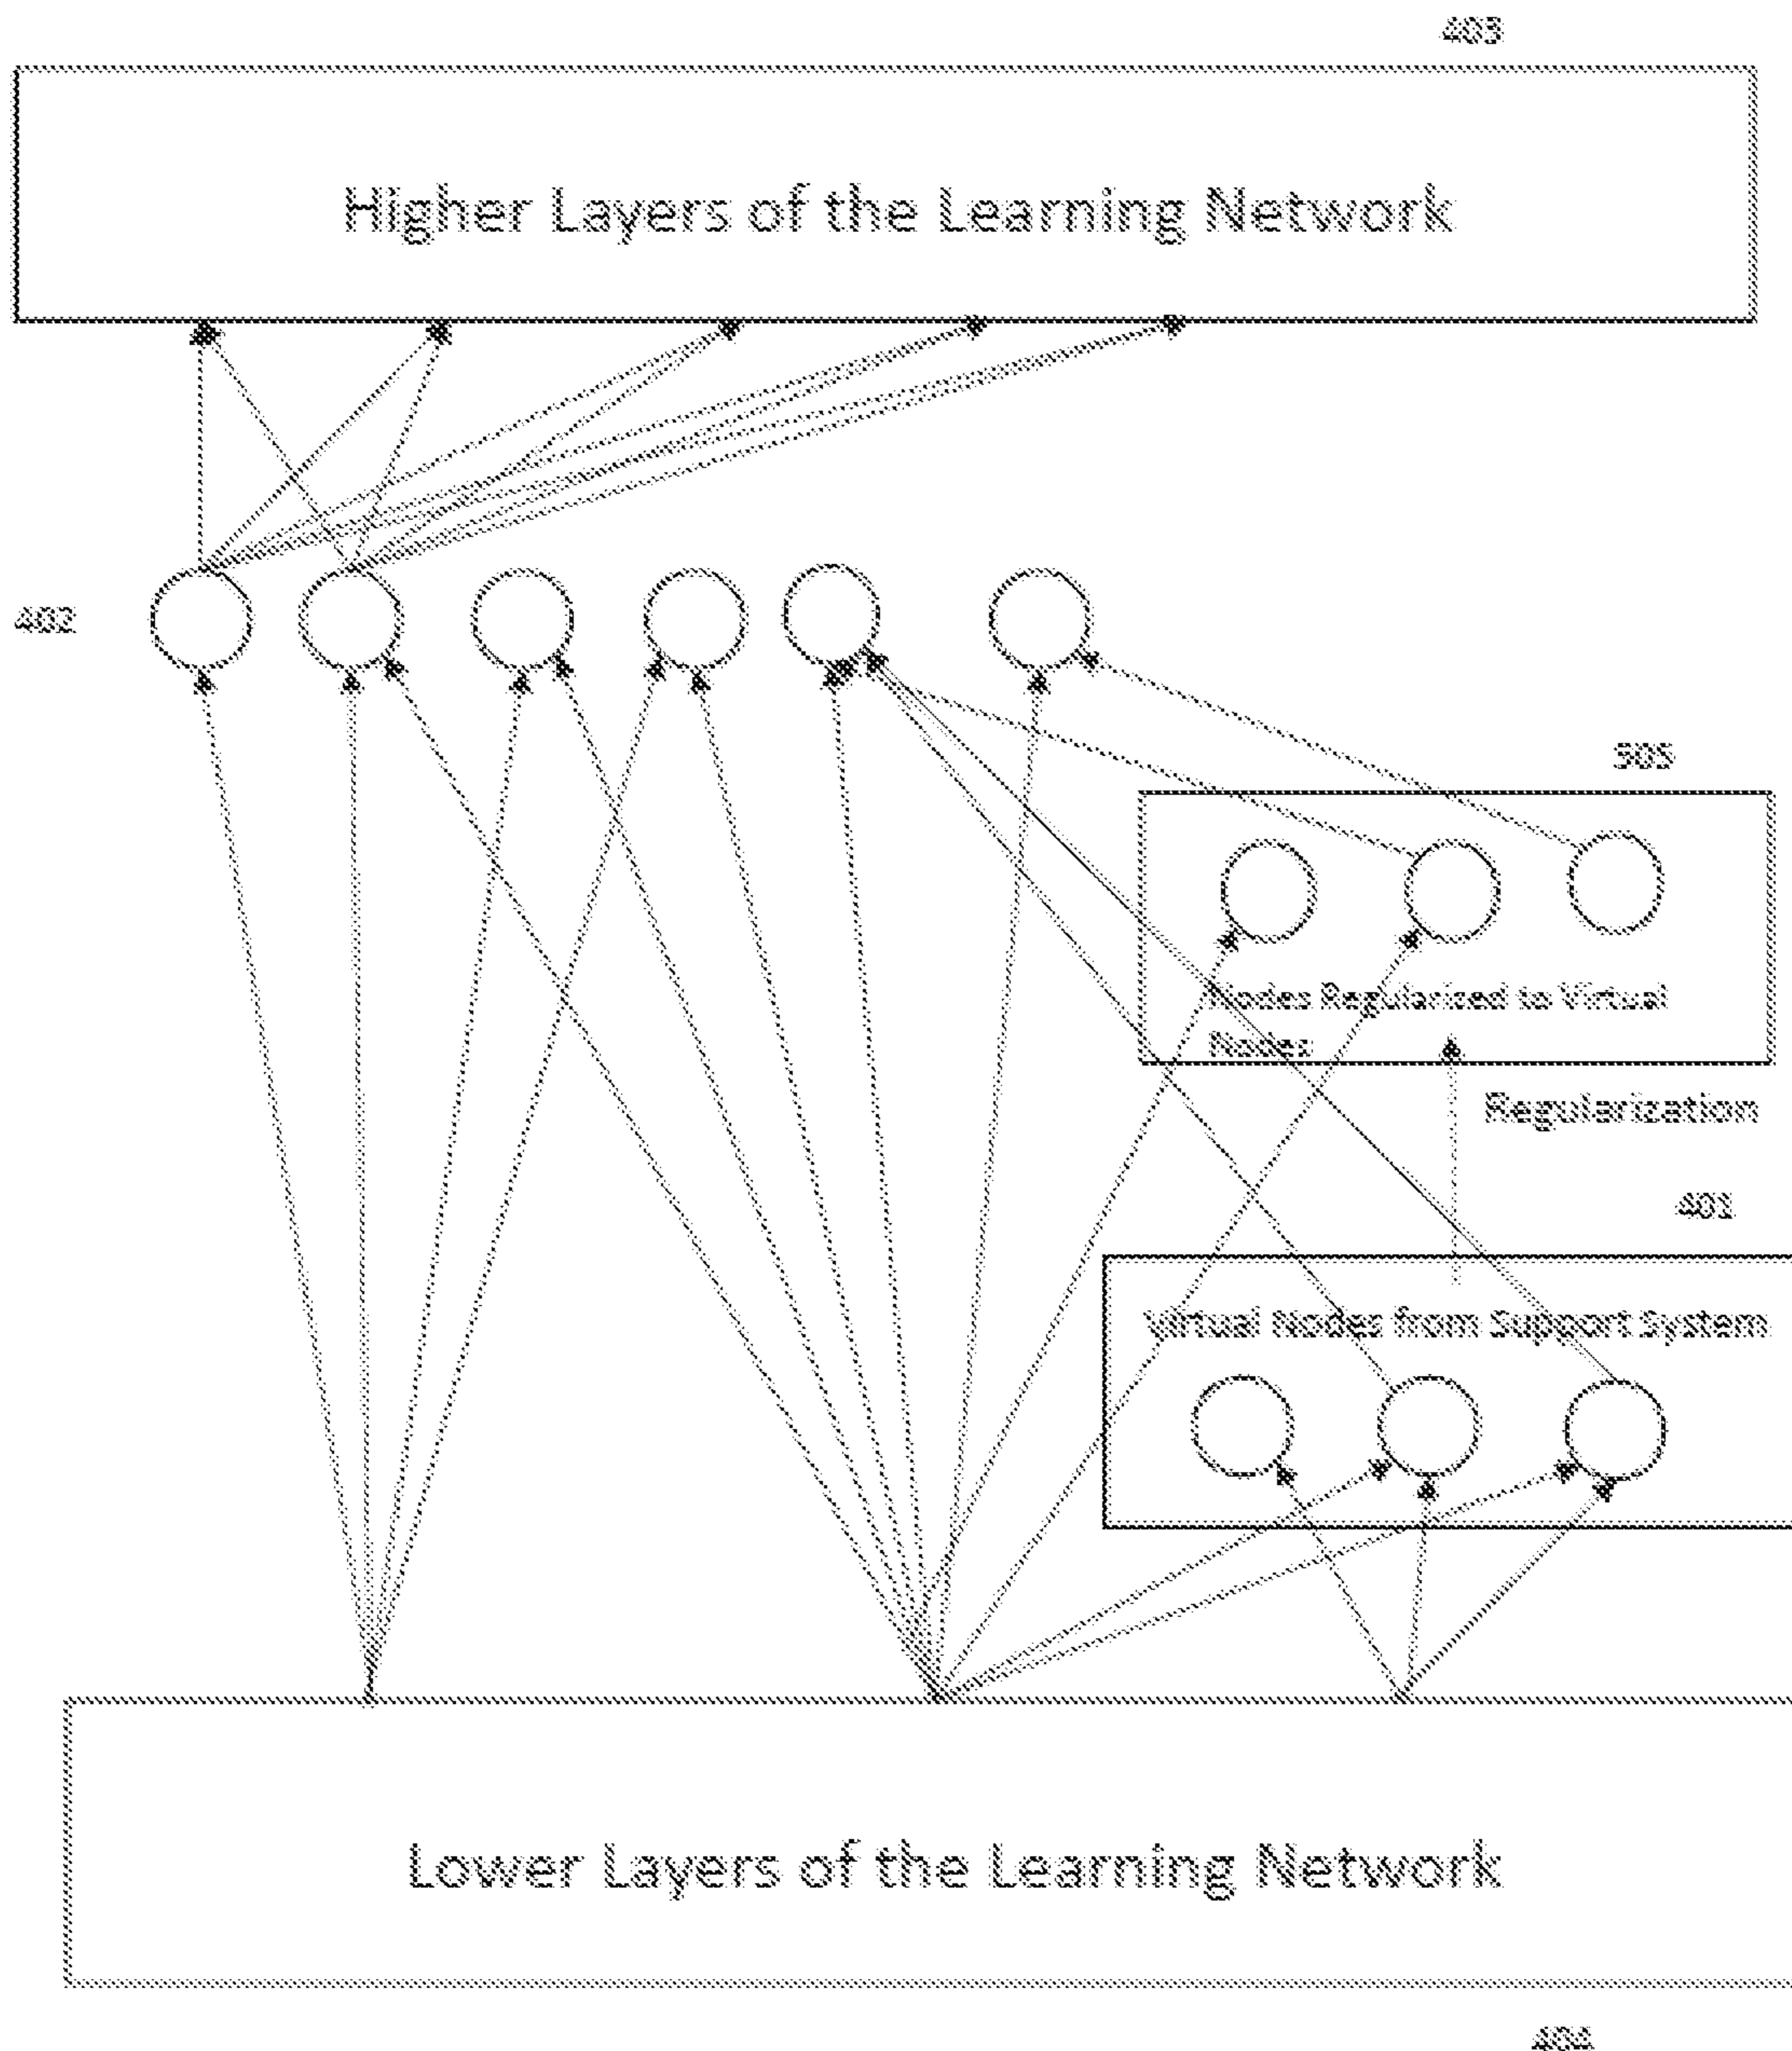 403
Higher Layers of the Learning Network
402
505
Nodes Regularized to Virtual
Nodes
Regularization
401
Virtual Nodes from Support System
Lower Layers of the Learning Network
404